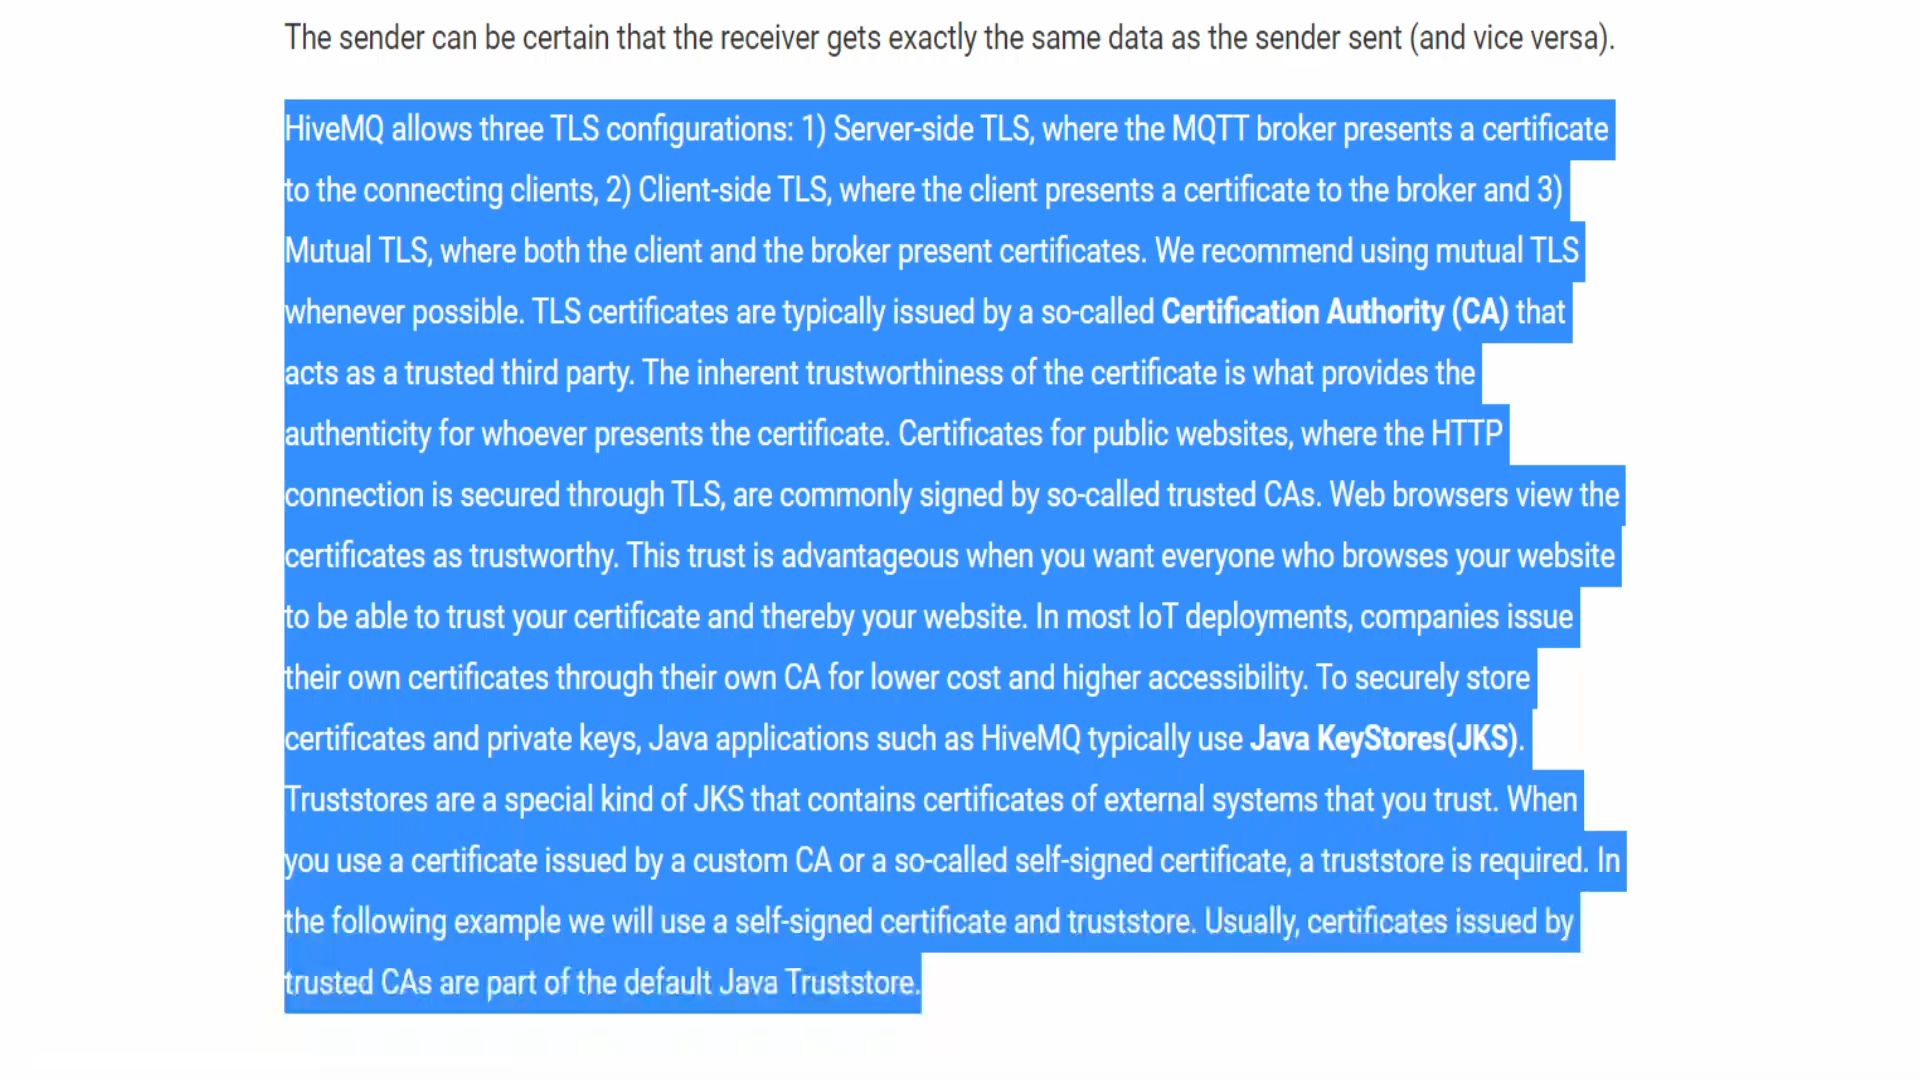 The sender can be certain that the receiver gets exactly the same data as the sender sent (and vice versa).
HiveMQ allows three TLS configurations: 1) Server-side TLS, where the MQTT broker presents a certificate
to the connecting clients, 2) Client-side TLS, where the client presents a certificate to the broker and 3)
Mutual TLS, where both the client and the broker present certificates. We recommend using mutual TLS
whenever possible. TLS certificates are typically issued by a so-called Certification Authority (CA) that
acts as a trusted third party. The inherent trustworthiness of the certificate is what provides the
authenticity for whoever presents the certificate. Certificates for public websites, where the HTTP
connection is secured through TLS, are commonly signed by so-called trusted CAs. Web browsers view the
certificates as trustworthy. This trust is advantageous when you want everyone who browses your website
to be able to trust your certificate and thereby your website. In most IoT deployments, companies issue
their own certificates through their own CA for lower cost and higher accessibility. To securely store
certificates and private keys, Java applications such as HiveMQ typically use Java KeyStores(JKS).
Truststores are a special kind of JKS that contains certificates of external systems that you trust. When
you use a certificate issued by a custom CA or a so-called self-signed certificate, a truststore is required. In
the following example we will use a self-signed certificate and truststore. Usually, certificates issued by
trusted CAs are part of the default Java Truststore.